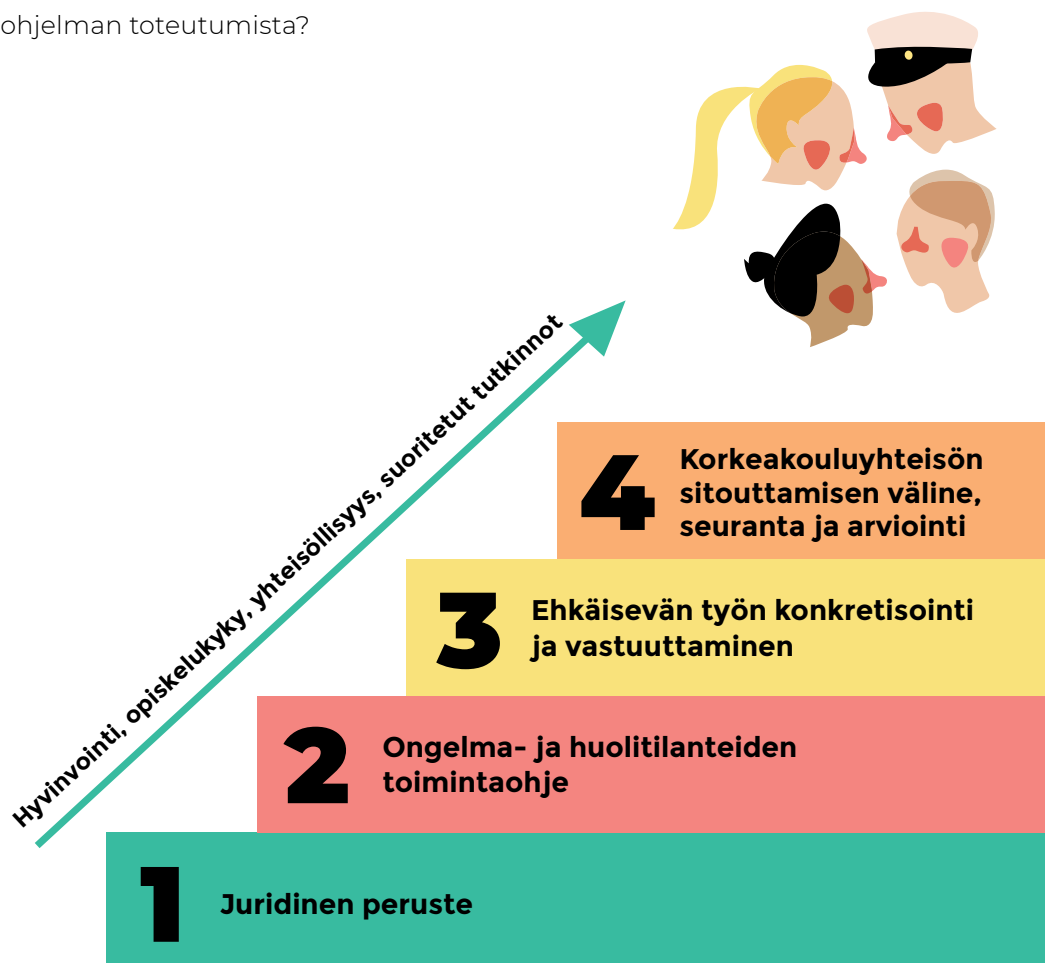 ohjelman toteutumista?
Hyvinvointi, opiskelukyky, yhteisöllisyys, suoritetut tutkinnot
4
Korkeakouluyhteisön
sitouttamisen väline,
seuranta ja arviointi
3
Ehkäisevän työn konkretisointi
ja vastuuttaminen
2
Ongelma- ja huolitilanteiden
toimintaohje
1
Juridinen peruste